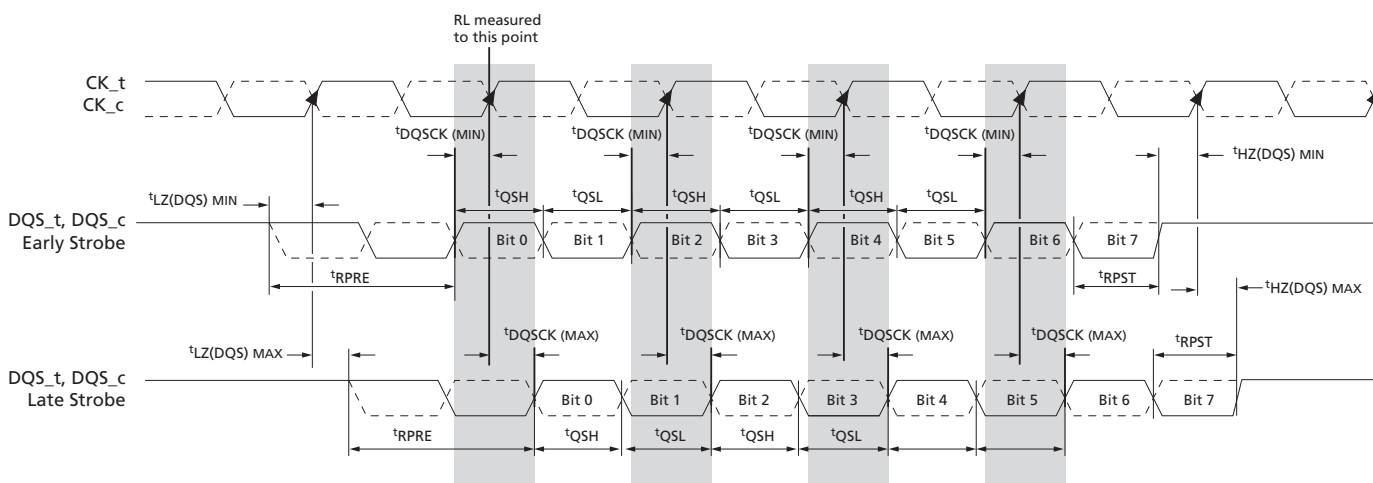 RL measured
to this point
CK_t
CK_c
tDQSCK (MIN) tDQSCK (MIN) tDQSCK (MIN) tDQSCK (MIN)
tHZ(DQS) MIN
tLZ(DQS) MIN
tQSH tQSL tQSH tQSL tQSH tQSL
DQS_t, DQS_c
Early Strobe
Bit 0 Bit 1 Bit 2 Bit 3 Bit 4 Bit 5 Bit 6 Bit 7
tRPRE
tRPST
tHZ(DQS) MAX
tDQSCK (MAX) tDQSCK (MAX) tDQSCK (MAX) tDQSCK (MAX)
tLZ(DQS) MAX
tRPST
DQS_t, DQS_c
Late Strobe
Bit 0 Bit 1 Bit 2 Bit 3 Bit 4 Bit 5 Bit 6 Bit 7
tRPRE
tQSH tQSL tQSH tQSL